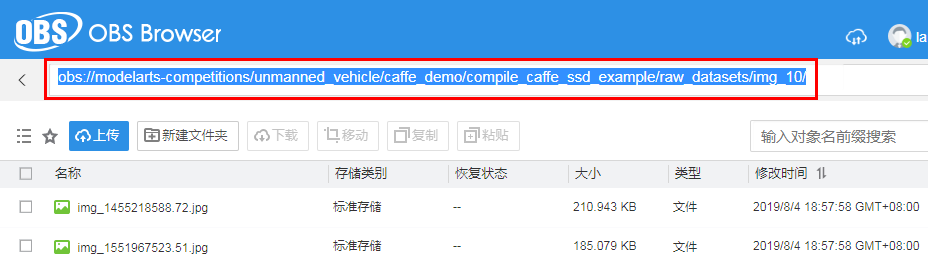 OBS OBS Browser la
obs://modelarts-competitions/unmanned_vehicle/caffe_demo/compile_caffe_ssd_example/raw_datasets/img_10/
上传 新建文件夹 下载 移动 复制 粘贴 输入对象名前缀搜索
名称 存储类别 恢复状态 大小 类型 修改时间
img_1455218588.72.jpg 标准存储 -- 210.943 KB 文件 2019/8/4 18:57:58 GMT+08:00
img_1551967523.51.jpg 标准存储 -- 185.079 KB 文件 2019/8/4 18:57:58 GMT+08:00